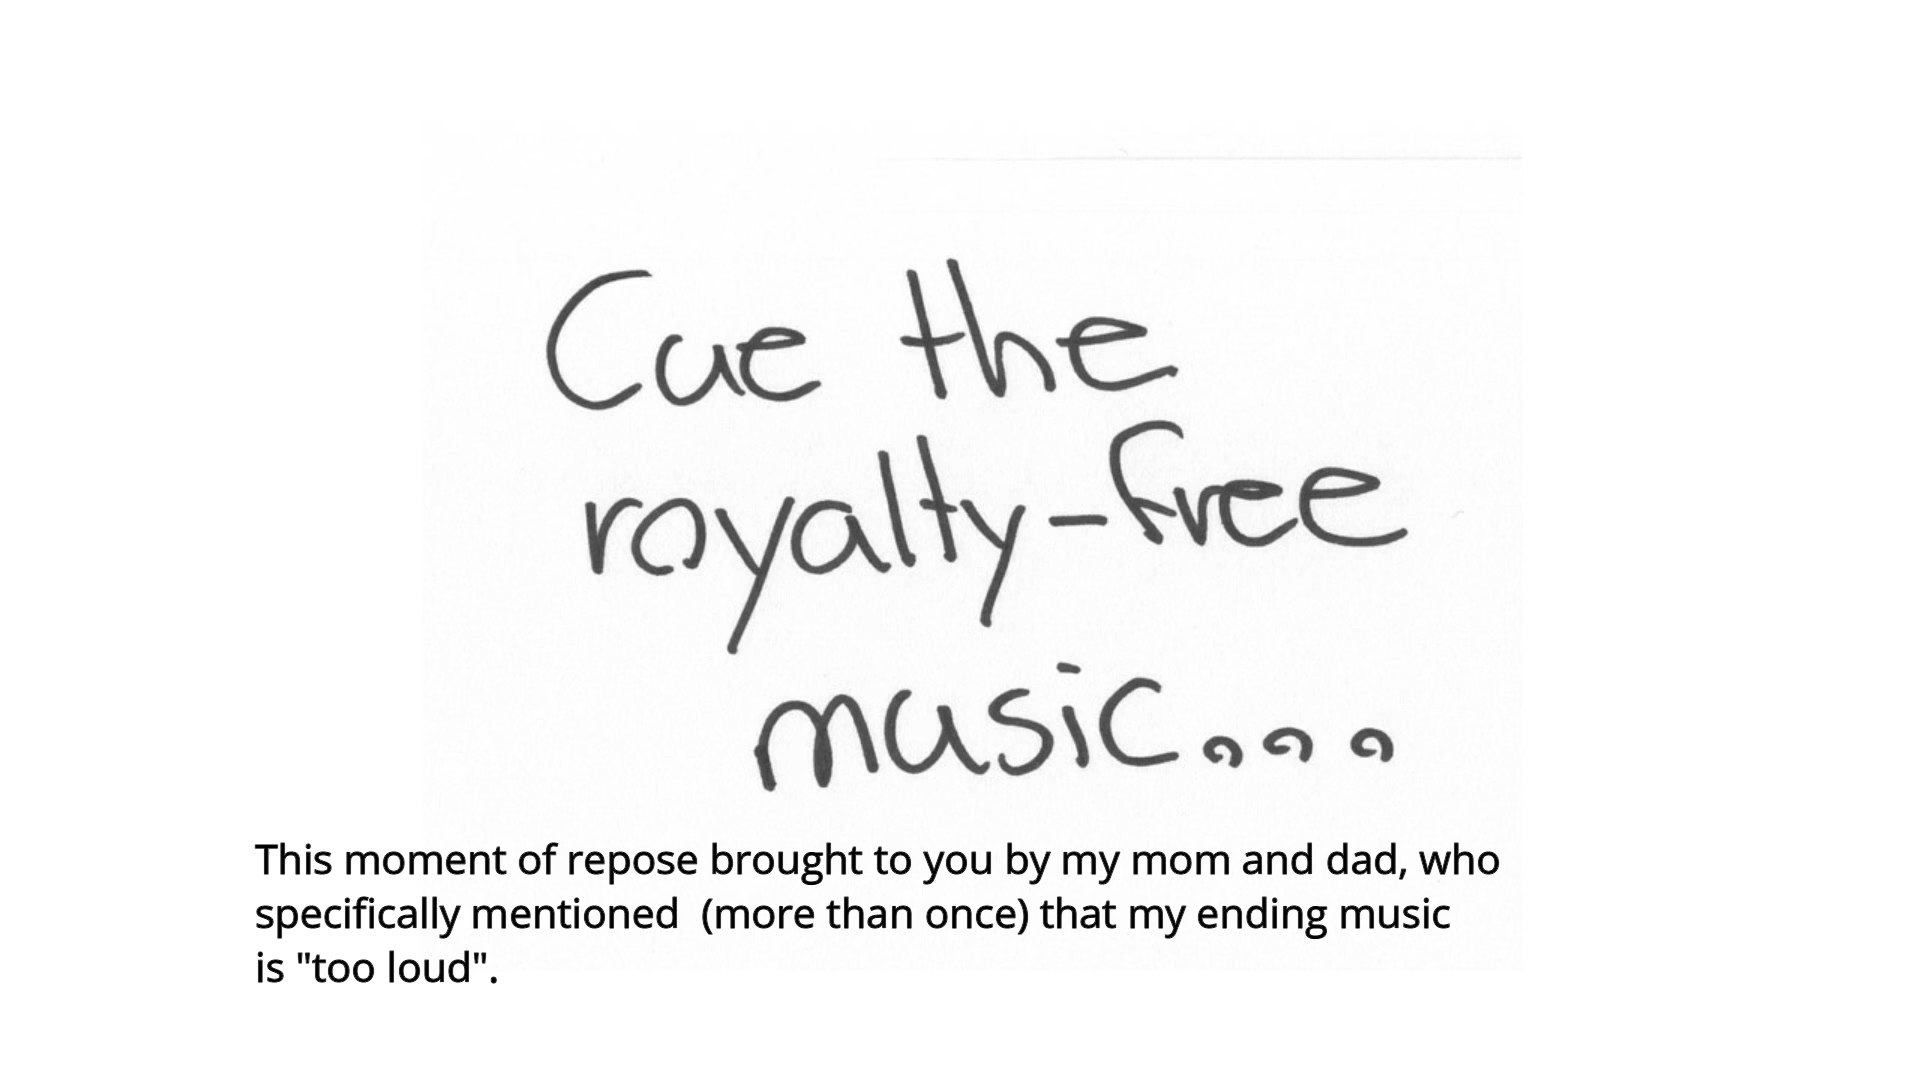 Cue the
royalty-free
music...
This moment of repose brought to you by my mom and dad, who
specifically mentioned  (more than once) that my ending music
is "too loud".